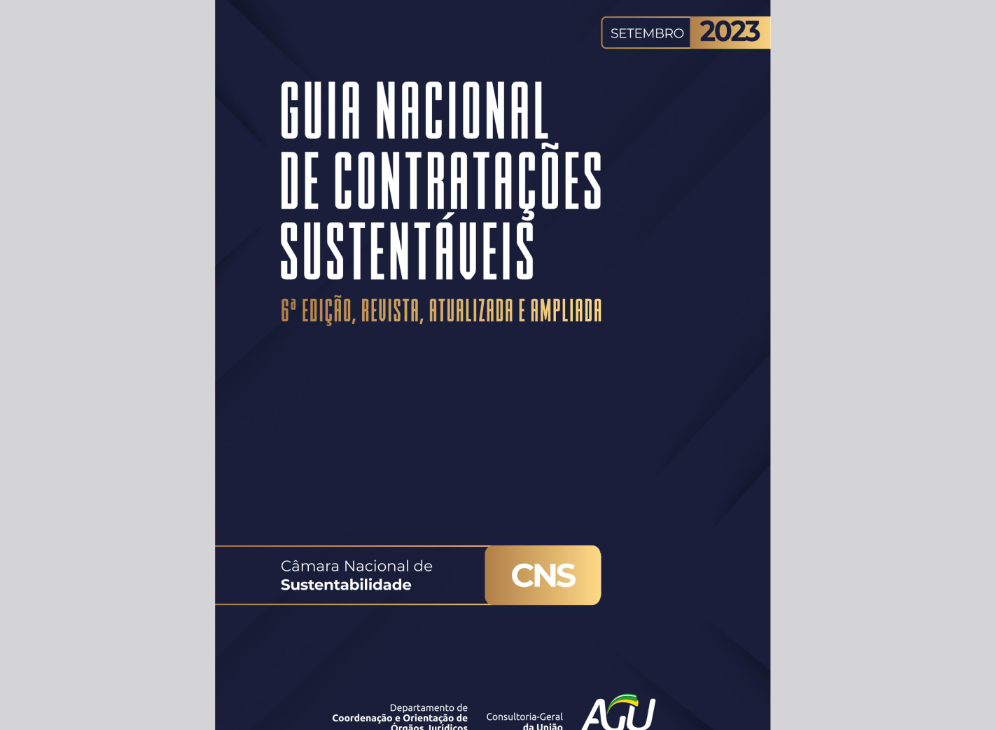 SETEMBRO 2023
GUIA NACIONAL
DE CONTRATAÇÕES
SUSTENTÁVEIS
6ª EDIÇÃO, REVISTA, ATUALIZADA E AMPLIADA
Câmara Nacional de
Sustentabilidade
CNS
Departamento de
Coordenação e Orientação de
Órgãos Jurídicos
Consultoria-Geral
da União
AGU